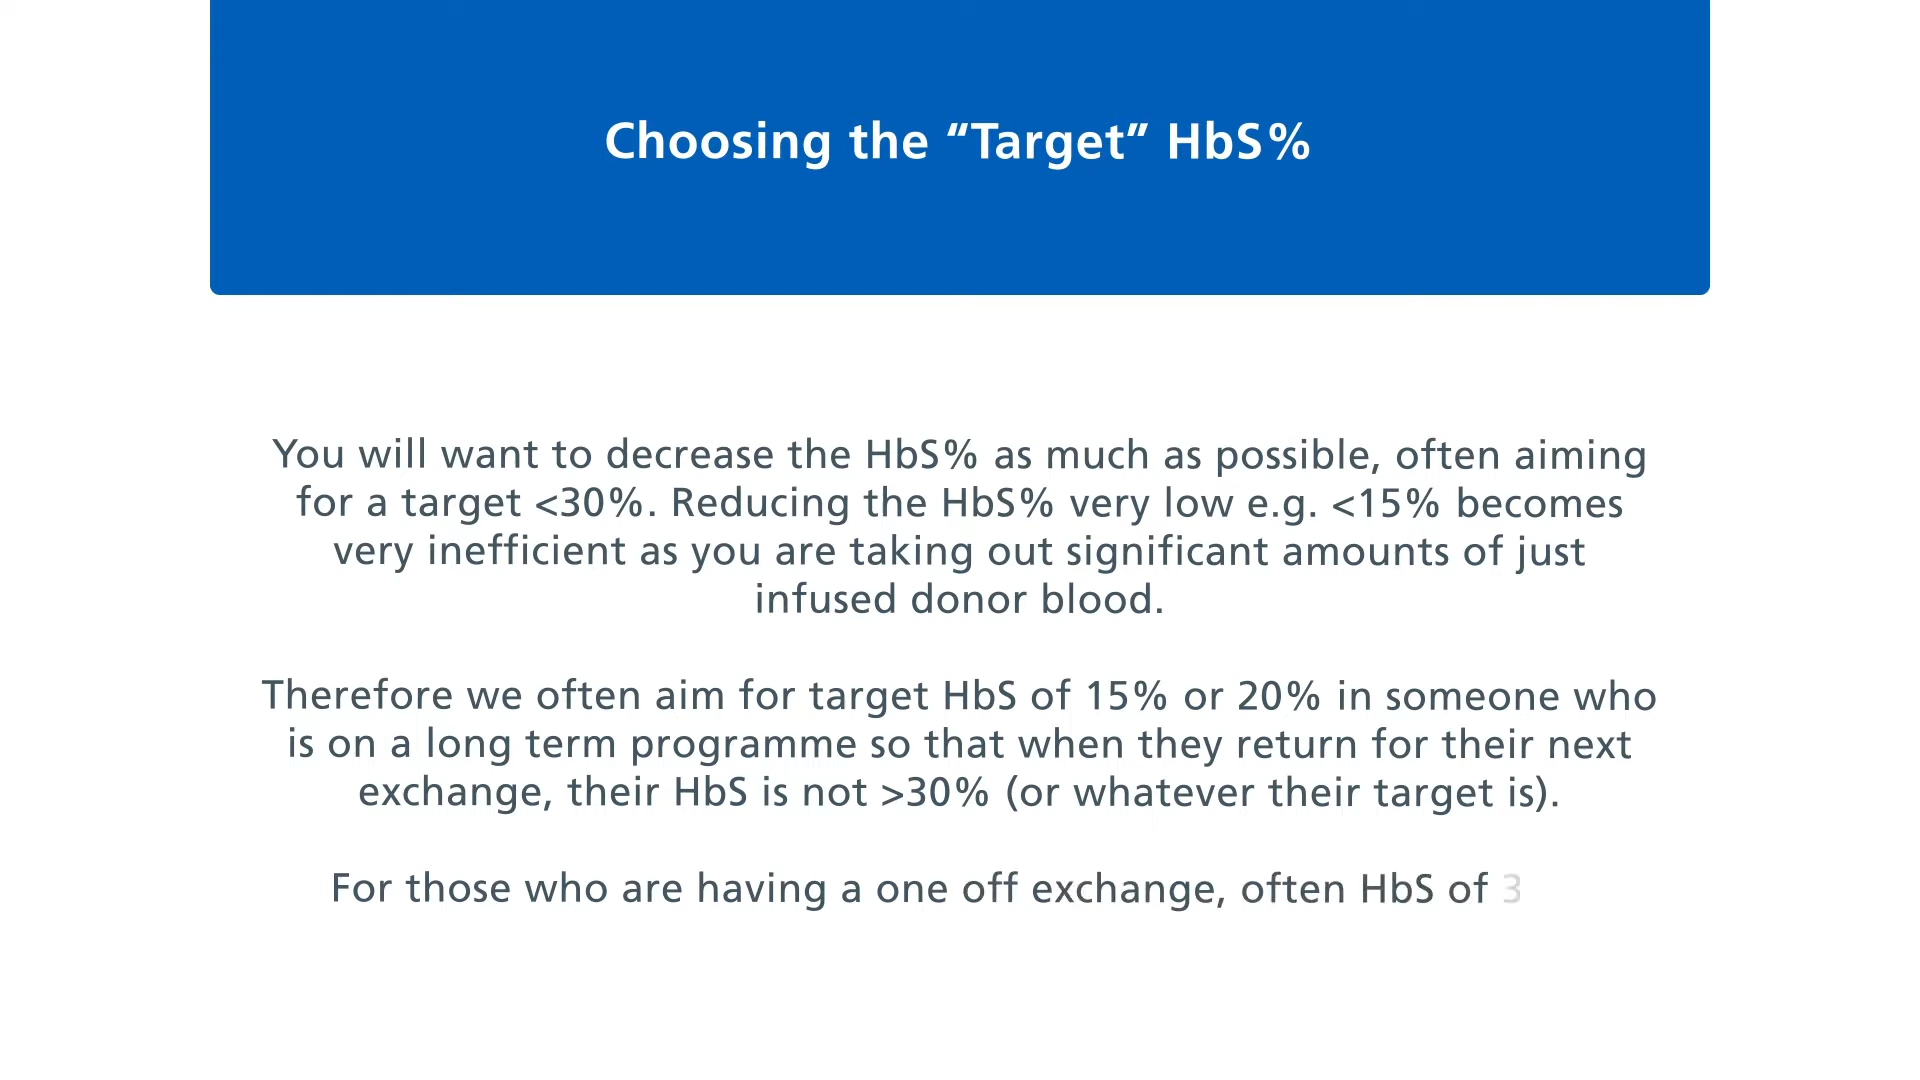 Choosing the “Target” HbS%
You will want to decrease the HbS% as much as possible, often aiming
for a target <30%. Reducing the HbS% very low e.g. <15% becomes
very inefficient as you are taking out significant amounts of just
infused donor blood.
Therefore we often aim for target HbS of 15% or 20% in someone who
is on a long term programme so that when they return for their next
exchange, their HbS is not >30% (or whatever their target is).
For those who are having a one off exchange, often HbS of 3